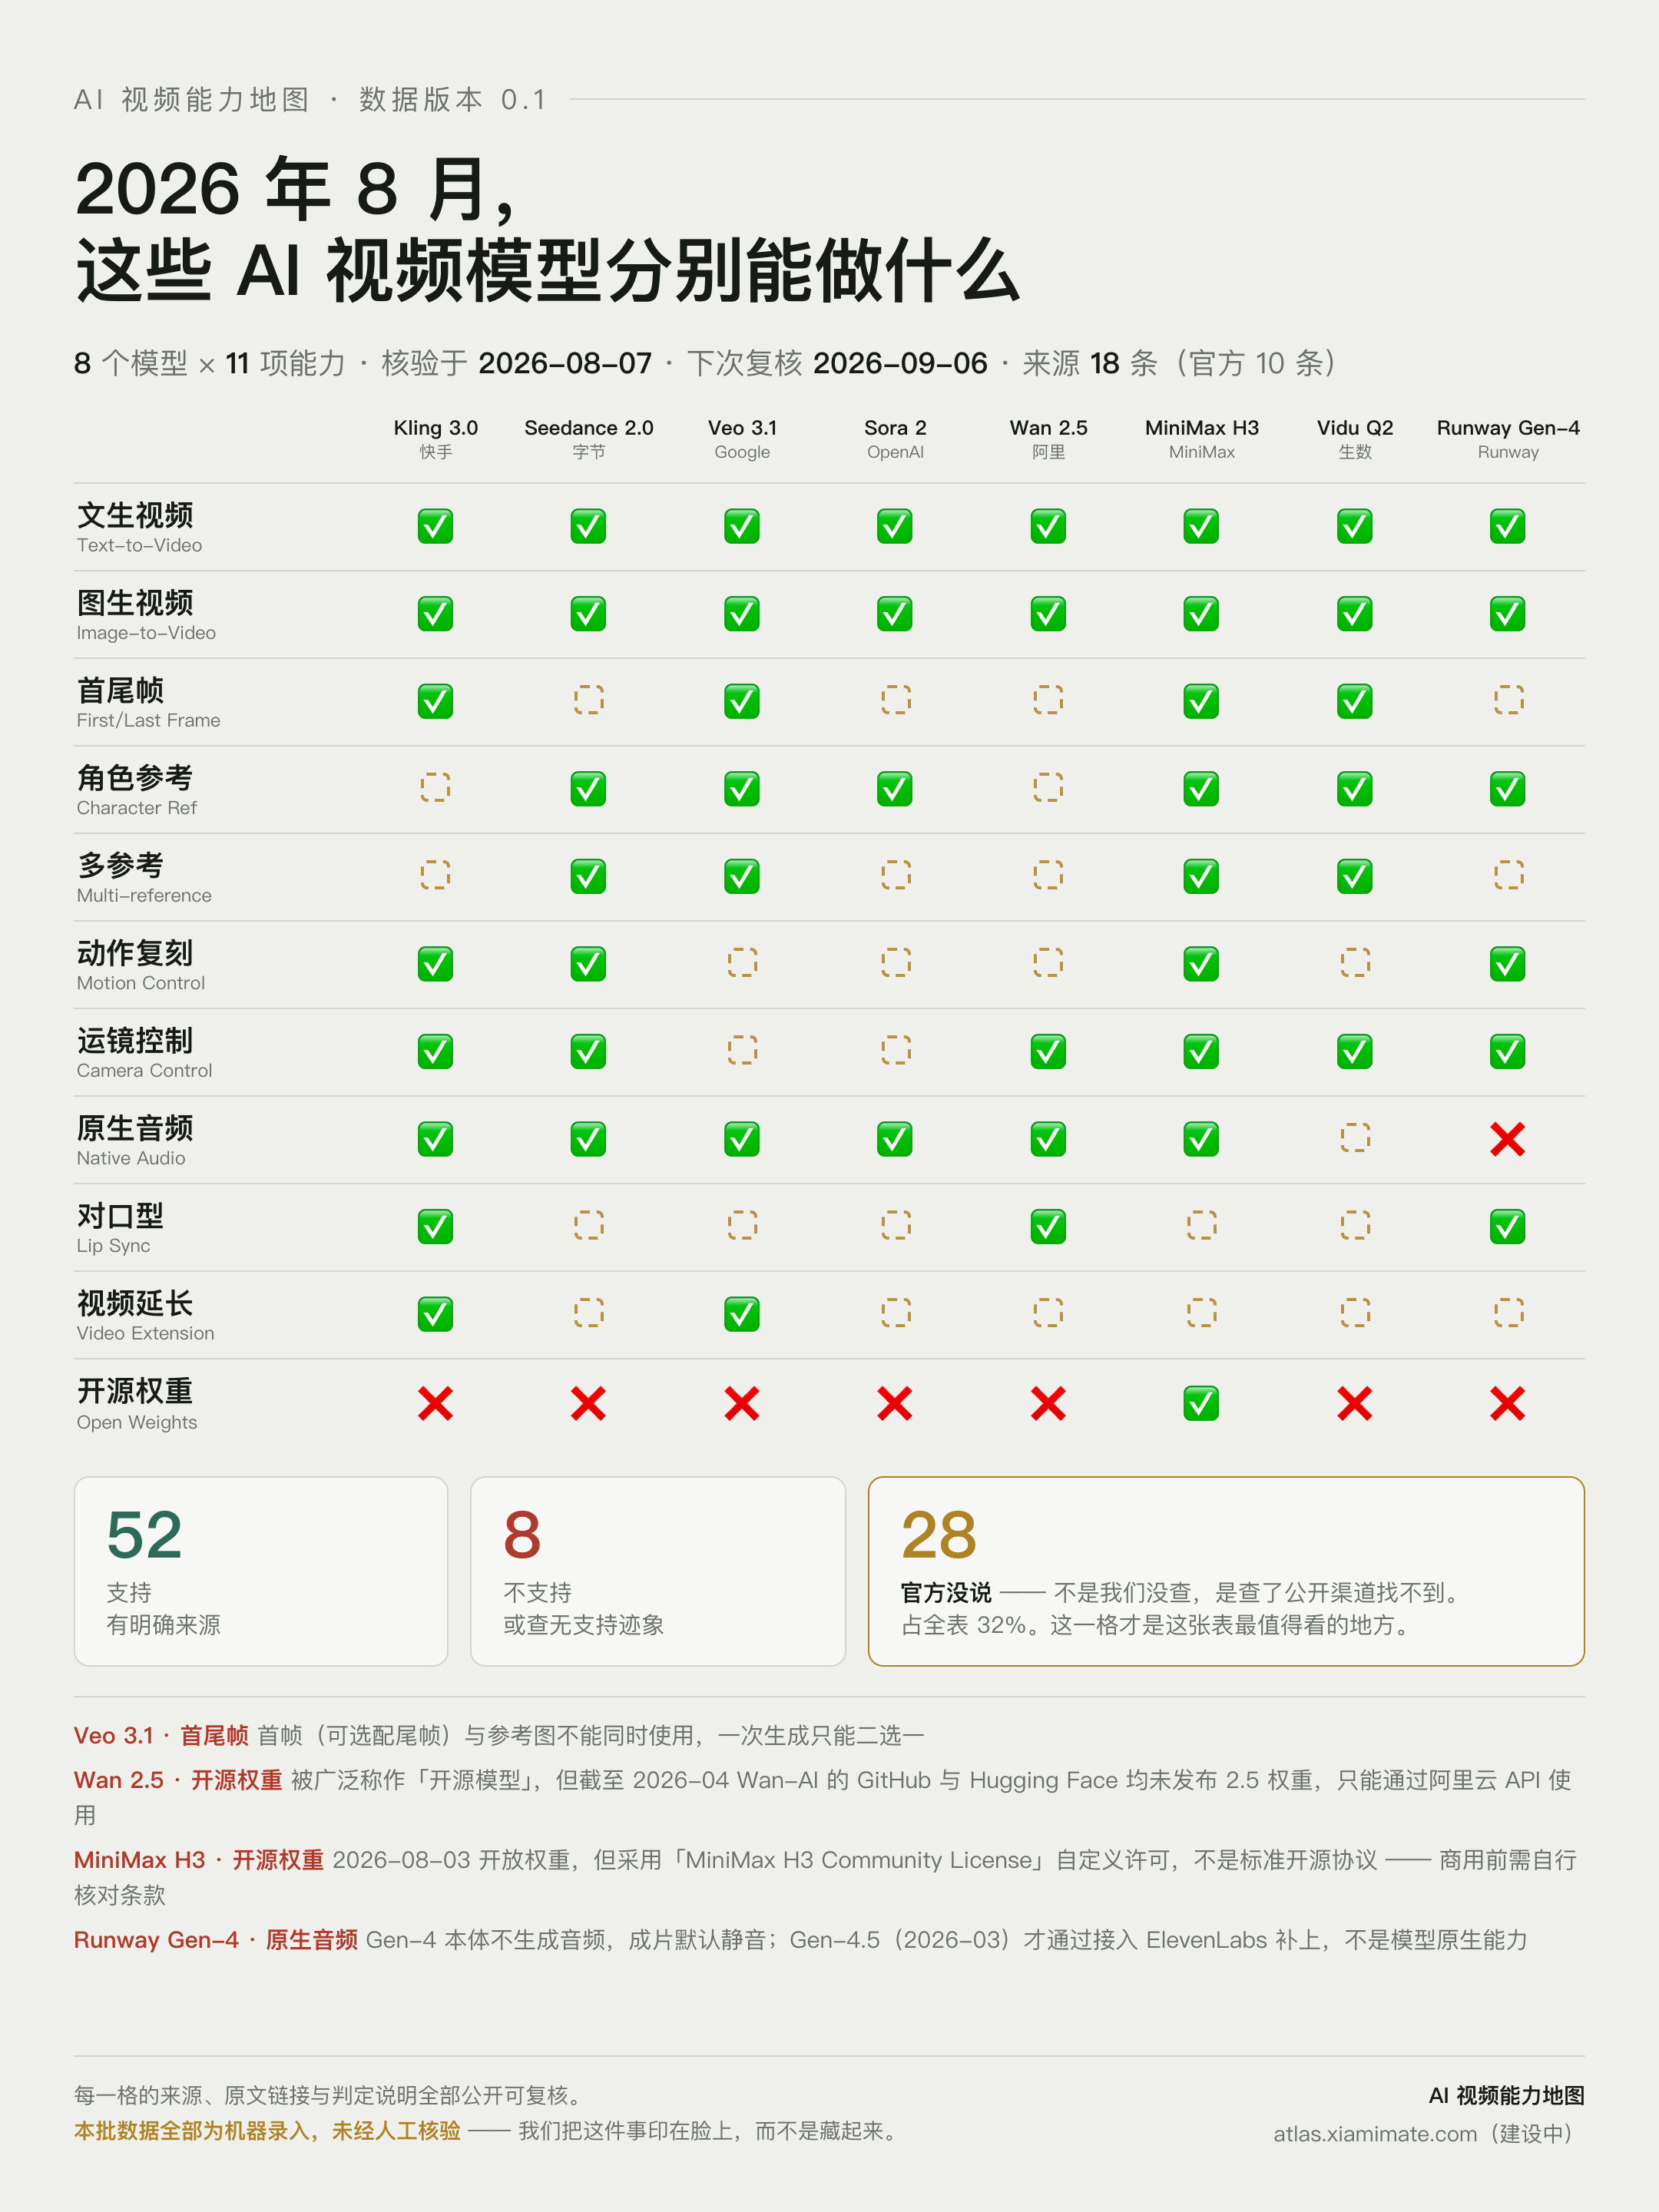 AI 视频能力地图 · 数据版本 0.1
2026 年 8 月，
这些 AI 视频模型分别能做什么
8 个模型 × 11 项能力 · 核验于 2026-08-07 · 下次复核 2026-09-06 · 来源 18 条（官方 10 条）
Kling 3.0 Seedance 2.0 Veo 3.1 Sora 2 Wan 2.5 MiniMax H3 Vidu Q2 Runway Gen-4
快手 字节 Google OpenAI 阿里 MiniMax 生数 Runway
文生视频 ✅ ✅ ✅ ✅ ✅ ✅ ✅ ✅
Text-to-Video
图生视频 ✅ ✅ ✅ ✅ ✅ ✅ ✅ ✅
Image-to-Video
首尾帧 ✅ ✅ ✅ ✅
First/Last Frame
角色参考 ✅ ✅ ✅ ✅ ✅ ✅
Character Ref
多参考 ✅ ✅ ✅ ✅
Multi-reference
动作复刻 ✅ ✅ ✅ ✅
Motion Control
运镜控制 ✅ ✅ ✅ ✅ ✅ ✅
Camera Control
原生音频 ✅ ✅ ✅ ✅ ✅ ✅ ❌
Native Audio
对口型 ✅ ✅ ✅
Lip Sync
视频延长 ✅ ✅
Video Extension
开源权重 ❌ ❌ ❌ ❌ ❌ ✅ ❌ ❌
Open Weights
52
支持
有明确来源
8
不支持
或查无支持迹象
28
官方没说 —— 不是我们没查，是查了公开渠道找不到。
占全表 32%。这一格才是这张表最值得看的地方。
Veo 3.1 · 首尾帧 首帧（可选配尾帧）与参考图不能同时使用，一次生成只能二选一
Wan 2.5 · 开源权重 被广泛称作「开源模型」，但截至 2026-04 Wan-AI 的 GitHub 与 Hugging Face 均未发布 2.5 权重，只能通过阿里云 API 使
用
MiniMax H3 · 开源权重 2026-08-03 开放权重，但采用「MiniMax H3 Community License」自定义许可，不是标准开源协议 —— 商用前需自行
核对条款
Runway Gen-4 · 原生音频 Gen-4 本体不生成音频，成片默认静音；Gen-4.5（2026-03）才通过接入 ElevenLabs 补上，不是模型原生能力
每一格的来源、原文链接与判定说明全部公开可复核。
本批数据全部为机器录入，未经人工核验 —— 我们把这件事印在脸上，而不是藏起来。
AI 视频能力地图
atlas.xiamimate.com（建设中）